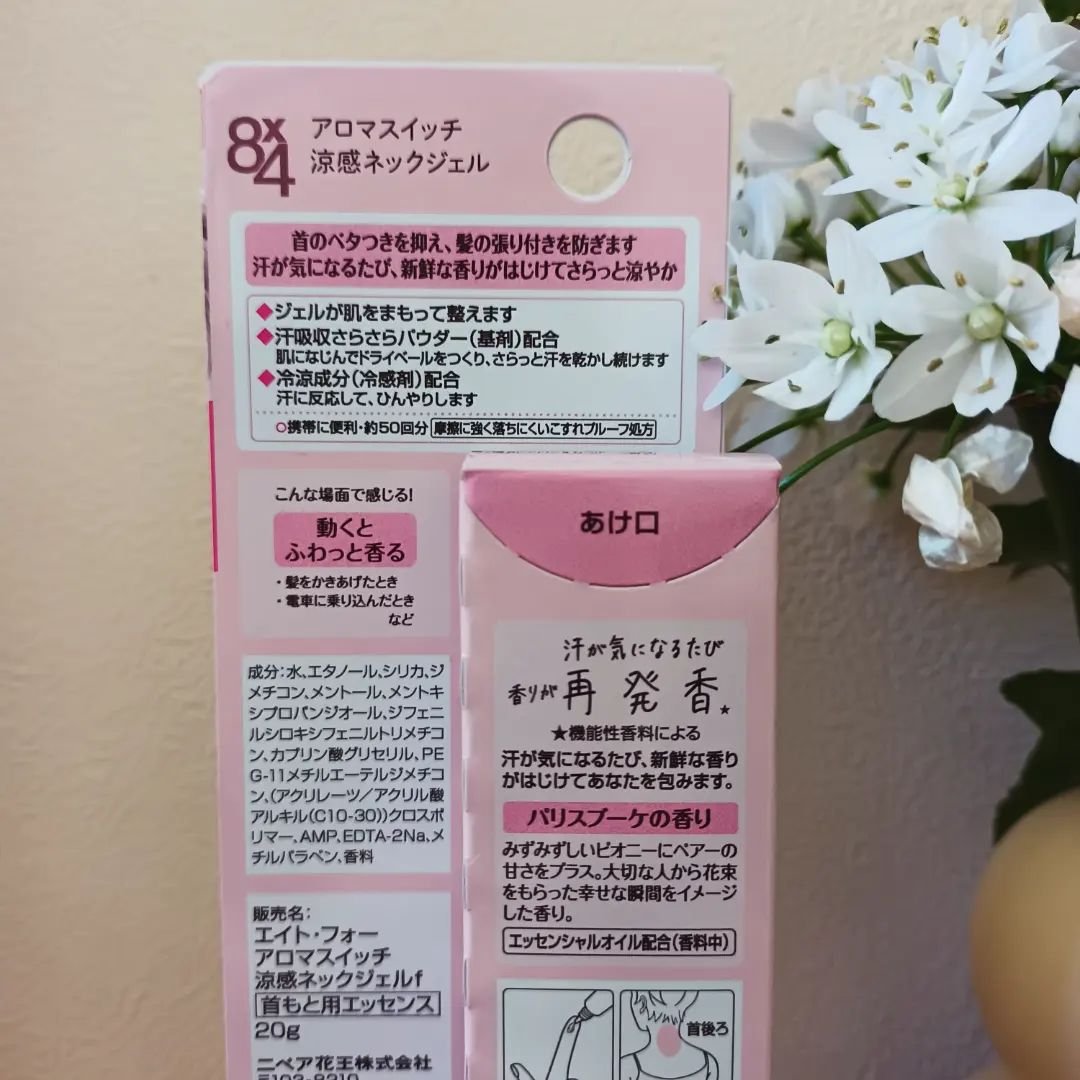 8x4
アロマスイッチ
涼感ネックジェル
首のベタつきを抑え、髪の張り付きを防ぎます
汗が気になるたび、新鮮な香りがはじけてさらっと涼やか
◆ジェルが肌をまもって整えます
◆汗吸収さらさらパウダー(基剤)配合
肌になじんでドライベールをつくり、さらっと汗を乾かし続けます
◆冷涼成分(冷感剤)配合
汗に反応して、ひんやりします
○携帯に便利・約50回分 摩擦に強く落ちにくいこすれプルーフ処方
こんな場面で感じる!
動くと
ふわっと香る
・髪をかきあげたとき
・電車に乗り込んだとき
など
成分:水、エタノール、シリカ、ジ
メチコン、メントール、メントキ
シプロパンジオール、ジフェニ
ルシロキシフェニルトリメチコ
ン、カプリン酸グリセリル、PE
G-11メチルエーテルジメチコ
ン、(アクリレーツ/アクリル酸
アルキル(C10-30))クロスポ
リマー、AMP、EDTA-2Na、メ
チルパラベン、香料
販売名:
エイト・フォー
アロマスイッチ
涼感ネックジェルf
首もと用エッセンス
20g
ニベア花王株式会社
あけ口
汗が気になるたび
香りが再発香★
★機能性香料による
汗が気になるたび、新鮮な香り
がはじけてあなたを包みます。
パリスブーケの香り
みずみずしいピオニーにペアーの
甘さをプラス。大切な人から花束
をもらった幸せな瞬間をイメージ
した香り。
エッセンシャルオイル配合(香料中)
首後ろ